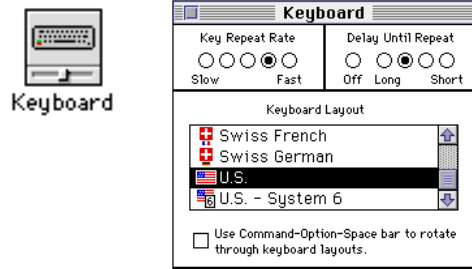 Keyboard
Keyboard
Key Repeat Rate
Slow Fast
Delay Until Repeat
Off Long Short
Keyboard Layout
Swiss French
Swiss German
U.S.
6 U.S. - System 6
Use Command-Option-Space bar to rotate
through keyboard layouts.